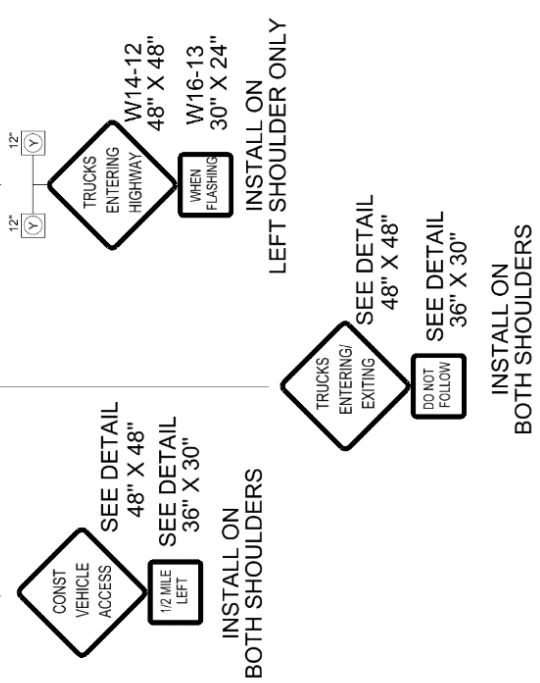 CONST
VEHICLE
ACCESS
1/2 MILE
LEFT
SEE DETAIL
48" X 48"
SEE DETAIL
36" X 30"
INSTALL ON
BOTH SHOULDERS
12"
12"
Y
Y
TRUCKS
ENTERING
HIGHWAY
WHEN
FLASHING
W14-12
48" X 48"
W16-13
30" X 24"
INSTALL ON
LEFT SHOULDER ONLY
TRUCKS
ENTERING/
EXITING
DO NOT
FOLLOW
SEE DETAIL
48" X 48"
SEE DETAIL
36" X 30"
INSTALL ON
BOTH SHOULDERS